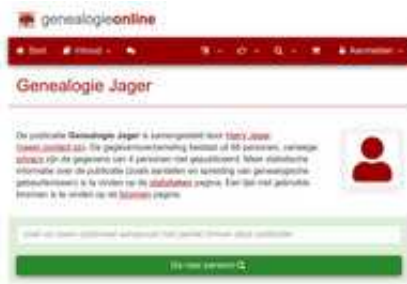 genealogieonline
Start Inhoud Aanmelden
Genealogie Jager
De publicatie Genealogie Jager is samengesteld door Harry Jager
(neem contact op). De gegevensverzameling bestaat uit 68 personen, vanwege
privacy zijn de gegevens van 4 personen niet gepubliceerd. Meer statistische
informatie over de publicatie (zoals aantallen en spreiding van genealogische
gebeurtenissen) is te vinden op de statistieken pagina. Een lijst met gebruikte
bronnen is te vinden op de bronnen pagina.
Ga naar persoon